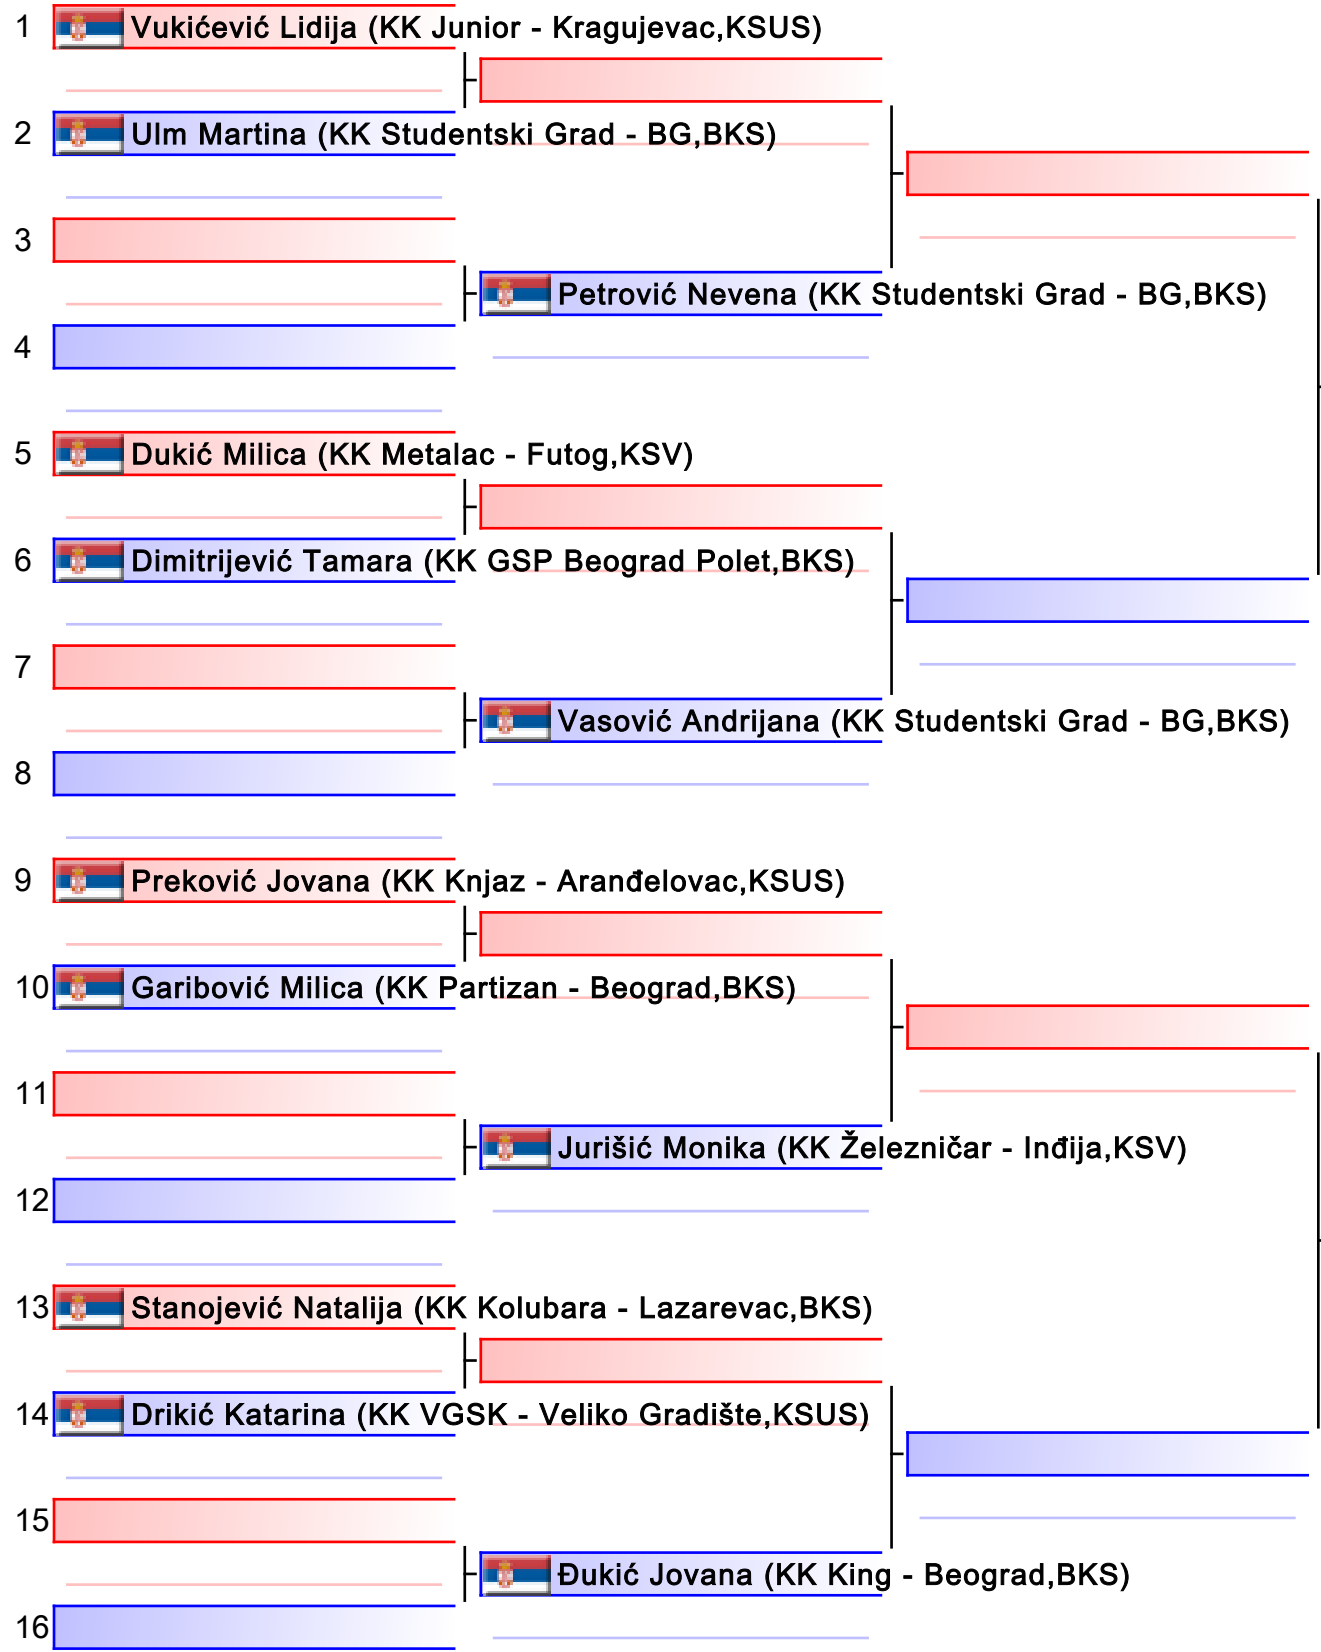 1 Vukićević Lidija (KK Junior - Kragujevac,KSUS)
2 Ulm Martina (KK Studentski Grad - BG,BKS)
3
Petrović Nevena (KK Studentski Grad - BG,BKS)
4
5 Dukić Milica (KK Metalac - Futog,KSV)
6 Dimitrijević Tamara (KK GSP Beograd Polet,BKS)
7
Vasović Andrijana (KK Studentski Grad - BG,BKS)
8
9 Preković Jovana (KK Knjaz - Aranđelovac,KSUS)
10 Garibović Milica (KK Partizan - Beograd,BKS)
11
Jurišić Monika (KK Železničar - Inđija,KSV)
12
13 Stanojević Natalija (KK Kolubara - Lazarevac,BKS)
14 Drikić Katarina (KK VGSK - Veliko Gradište,KSUS)
15
Đukić Jovana (KK King - Beograd,BKS)
16